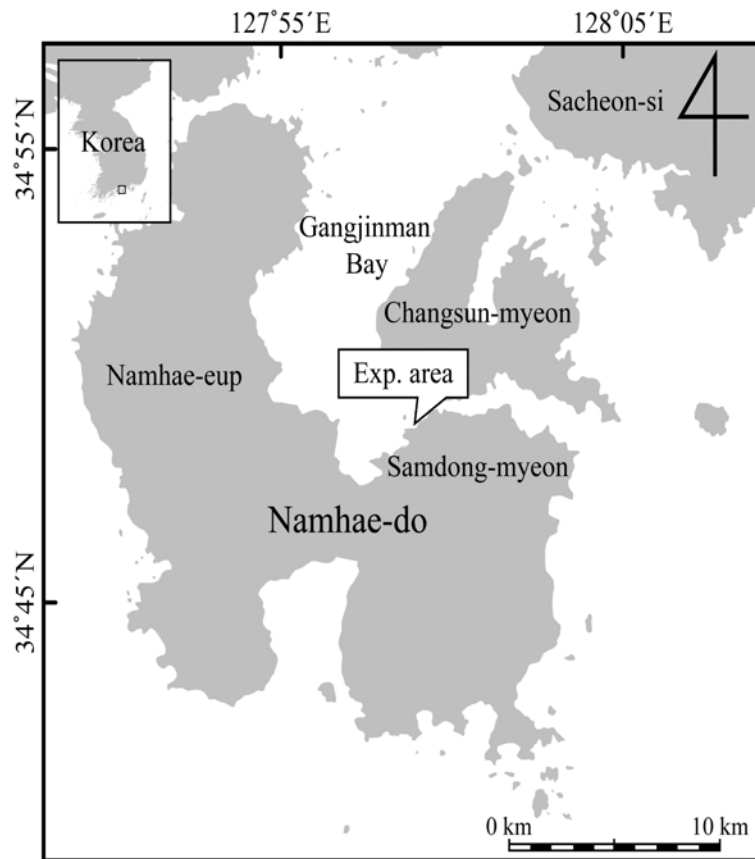 127˚55´E
128˚05´E
34˚55´N
34˚45´N
Korea
Sacheon-si
Gangjinman
Bay
Changsun-myeon
Namhae-eup
Exp. area
Samdong-myeon
Namhae-do
0 km
10 km